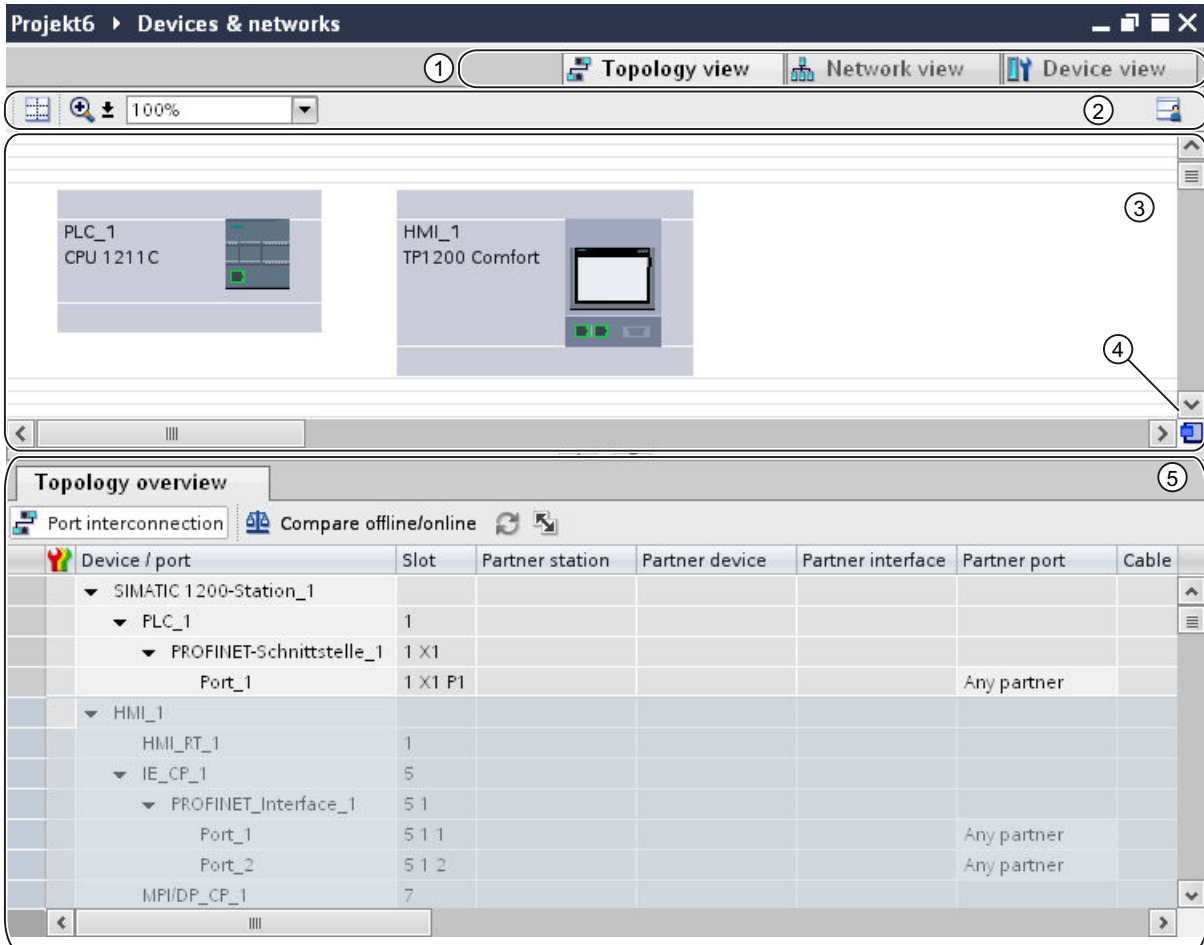 Projekt6 ▸ Devices & networks
① Topology view Network view Device view
100% ②
③
PLC_1
CPU 1211C
HMI_1
TP1200 Comfort
④
Topology overview ⑤
Port interconnection Compare offline/online
Device / port Slot Partner station Partner device Partner interface Partner port Cable
SIMATIC 1200-Station_1
PLC_1 1
PROFINET-Schnittstelle_1 1 X1
Port_1 1 X1 P1 Any partner
HMI_1
HMI_RT_1 1
IE_CP_1 5
PROFINET_Interface_1 5 1
Port_1 5 1 1 Any partner
Port_2 5 1 2 Any partner
MPI/DP_CP_1 7